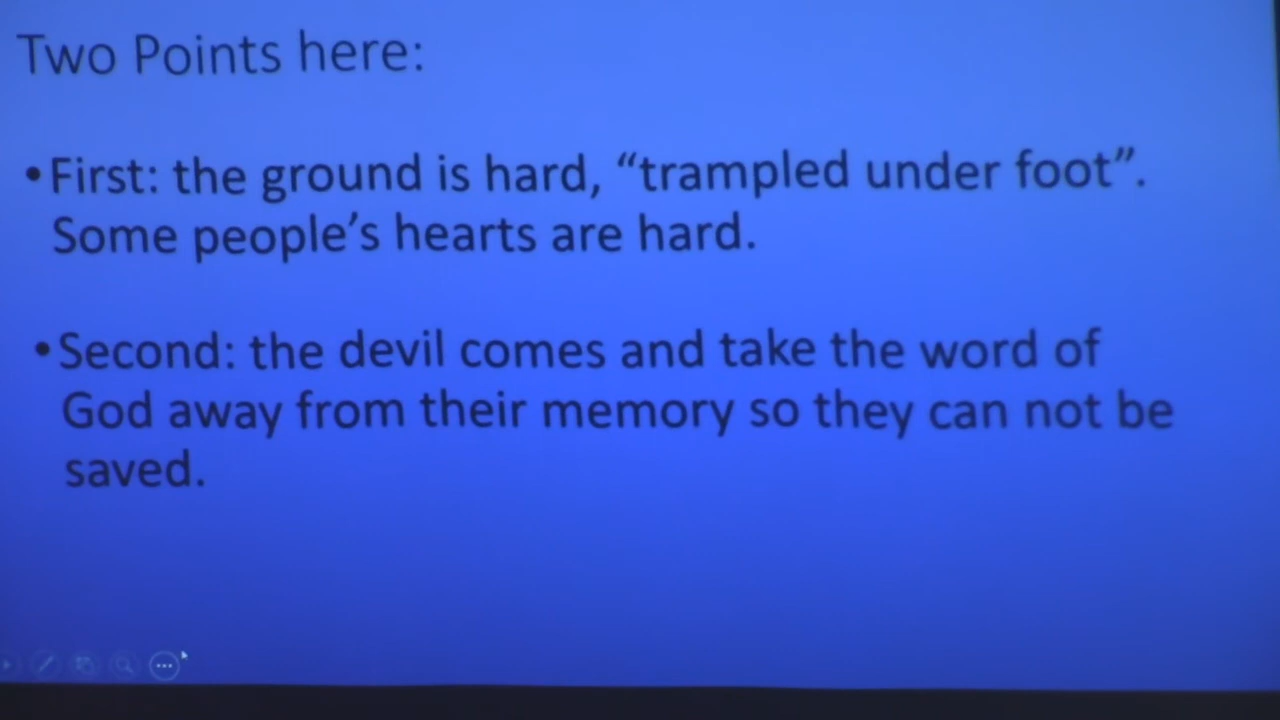 Two Points here:
•First: the ground is hard, “trampled under foot”.
Some people’s hearts are hard.
•Second: the devil comes and take the word of
God away from their memory so they can not be
saved.